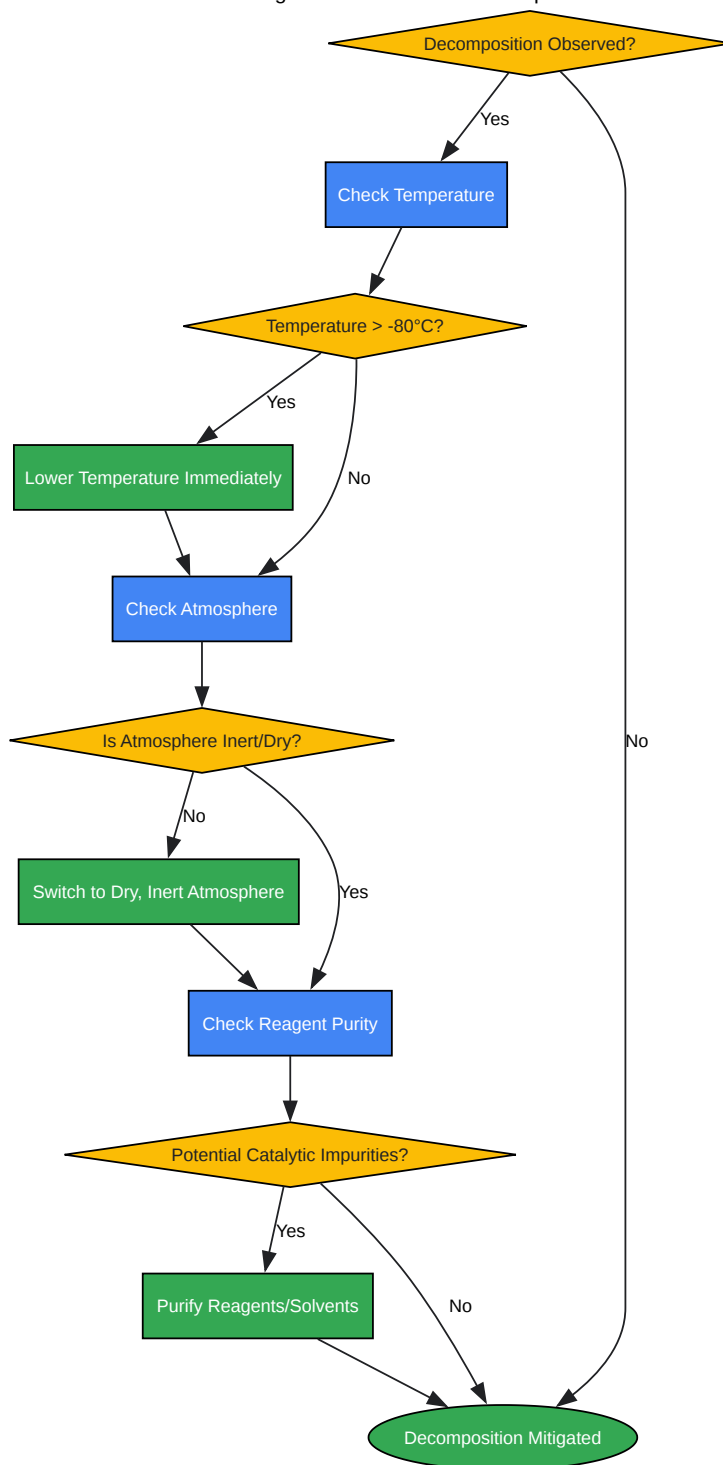 Decomposition Observed?
Yes
Check Temperature
Temperature > -80°C?
Yes
Lower Temperature Immediately
No
Check Atmosphere
Is Atmosphere Inert/Dry?
No
No
Switch to Dry, Inert Atmosphere
Yes
Check Reagent Purity
Potential Catalytic Impurities?
Yes
Purify Reagents/Solvents
No
Decomposition Mitigated